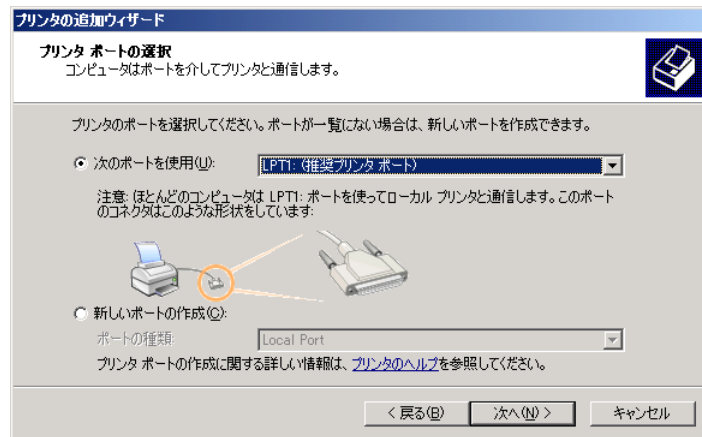 プリンタの追加ウィザード
プリンタ ポートの選択
コンピュータはポートを介してプリンタと通信します。
プリンタのポートを選択してください。ポートが一覧にない場合は、新しいポートを作成できます。
次のポートを使用(U):
LPT1: (推奨プリンタ ポート)
注意: ほとんどのコンピュータは LPT1: ポートを使ってローカル プリンタと通信します。このポート
のコネクタはこのような形状をしています:
新しいポートの作成(C):
ポートの種類:
Local Port
プリンタ ポートの作成に関する詳しい情報は、プリンタのヘルプを参照してください。
< 戻る(B)
次へ(N) >
キャンセル